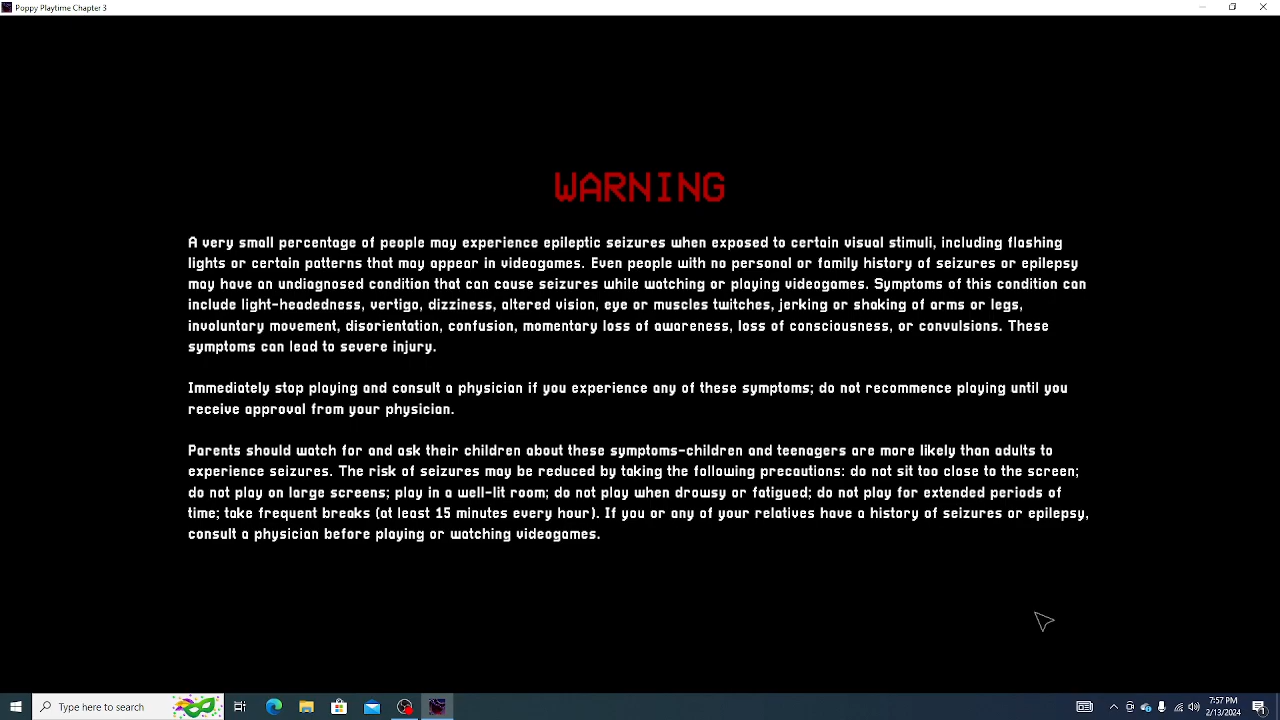 Poppy Playtime Chapter 3
WARNING
A very small percentage of people may experience epileptic seizures when exposed to certain visual stimuli, including flashing
lights or certain patterns that may appear in videogames. Even people with no personal or family history of seizures or epilepsy
may have an undiagnosed condition that can cause seizures while watching or playing videogames. Symptoms of this condition can
include light-headedness, vertigo, dizziness, altered vision, eye or muscles twitches, jerking or shaking of arms or legs,
involuntary movement, disorientation, confusion, momentary loss of awareness, loss of consciousness, or convulsions. These
symptoms can lead to severe injury.
Immediately stop playing and consult a physician if you experience any of these symptoms; do not recommence playing until you
receive approval from your physician.
Parents should watch for and ask their children about these symptoms-children and teenagers are more likely than adults to
experience seizures. The risk of seizures may be reduced by taking the following precautions: do not sit too close to the screen;
do not play on large screens; play in a well-lit room; do not play when drowsy or fatigued; do not play for extended periods of
time; take frequent breaks (at least 15 minutes every hour). If you or any of your relatives have a history of seizures or epilepsy,
consult a physician before playing or watching videogames.
Type here to search
7:57 PM
2/13/2024